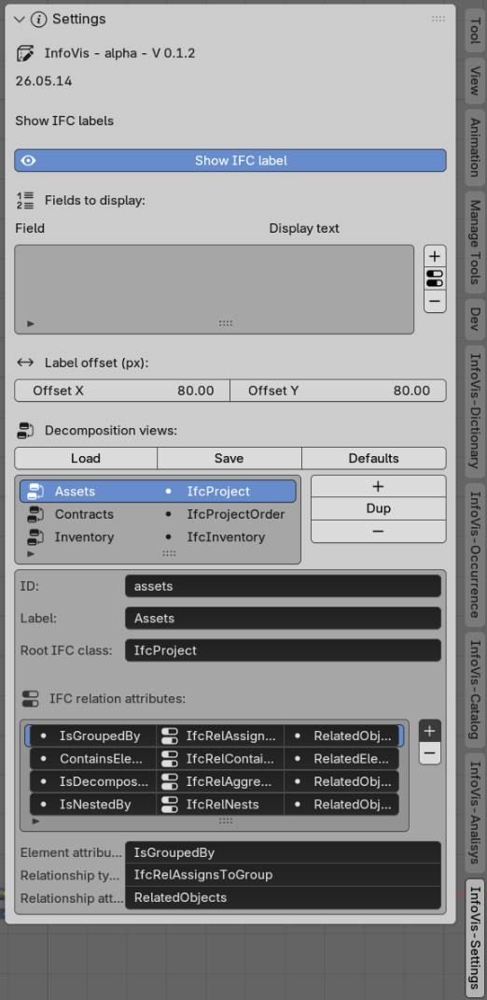 Settings
InfoVis - alpha - V 0.1.2
26.05.14
Show IFC labels
Show IFC label
Fields to display:
Field Display text
Label offset (px):
Offset X 80.00 Offset Y 80.00
Decomposition views:
Load Save Defaults
Assets • IfcProject
Contracts • IfcProjectOrder
Inventory • IfcInventory
+
Dup
−
ID: assets
Label: Assets
Root IFC class: IfcProject
IFC relation attributes:
• IsGroupedBy IfcRelAssign... • RelatedObj...
• ContainsEle... IfcRelContai... • RelatedEle...
• IsDecompos... IfcRelAggre... • RelatedObj...
• IsNestedBy IfcRelNests • RelatedObj...
Element attribu... IsGroupedBy
Relationship ty... IfcRelAssignsToGroup
Relationship att... RelatedObjects
Tool
View
Animation
Manage Tools
Dev
InfoVis-Dictionary
InfoVis-Occurrence
InfoVis-Catalog
InfoVis-Analisys
InfoVis-Settings